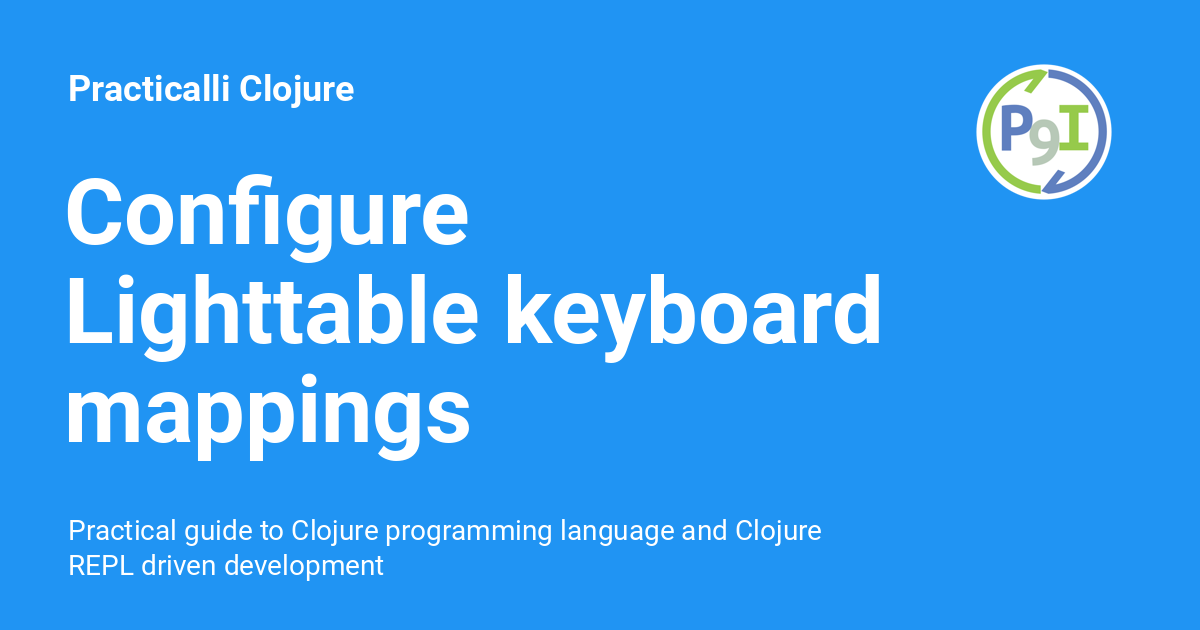 Practicalli Clojure
P9I
Configure
Lighttable keyboard
mappings
Practical guide to Clojure programming language and Clojure
REPL driven development